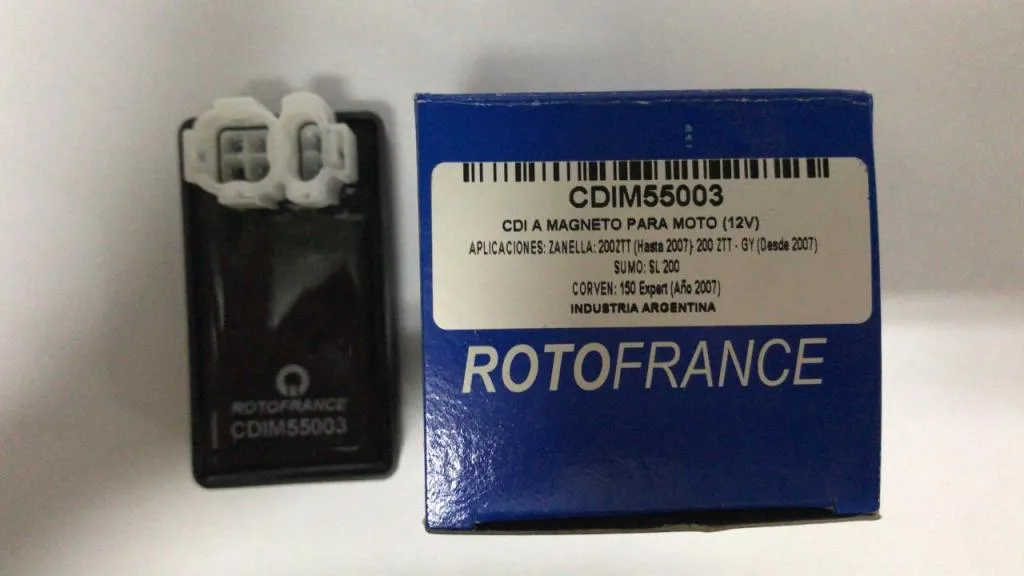 ROTOFRANCE
CDIM55003
CDIM55003
CDI A MAGNETO PARA MOTO (12V)
APLICACIONES: ZANELLA: 200ZTT (Hasta 2007) 200 ZTT - GY (Desde 2007)
SUMO: SL 200
CORVEN: 150 Expert (Año 2007)
INDUSTRIA ARGENTINA
ROTOFRANCE